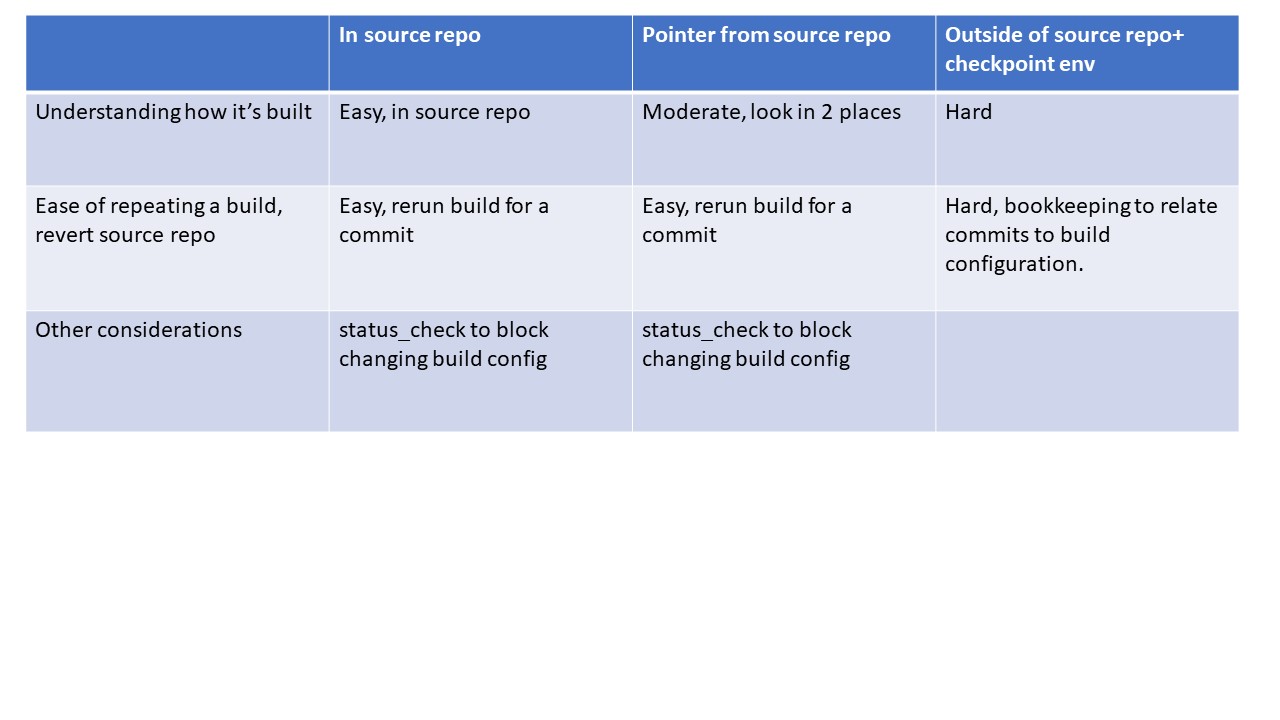 In source repo
Pointer from source repo
Outside of source repo+
checkpoint env
Understanding how it’s built
Easy, in source repo
Moderate, look in 2 places
Hard
Ease of repeating a build,
revert source repo
Easy, rerun build for a
commit
Easy, rerun build for a
commit
Hard, bookkeeping to relate
commits to build
configuration.
Other considerations
status_check to block
changing build config
status_check to block
changing build config